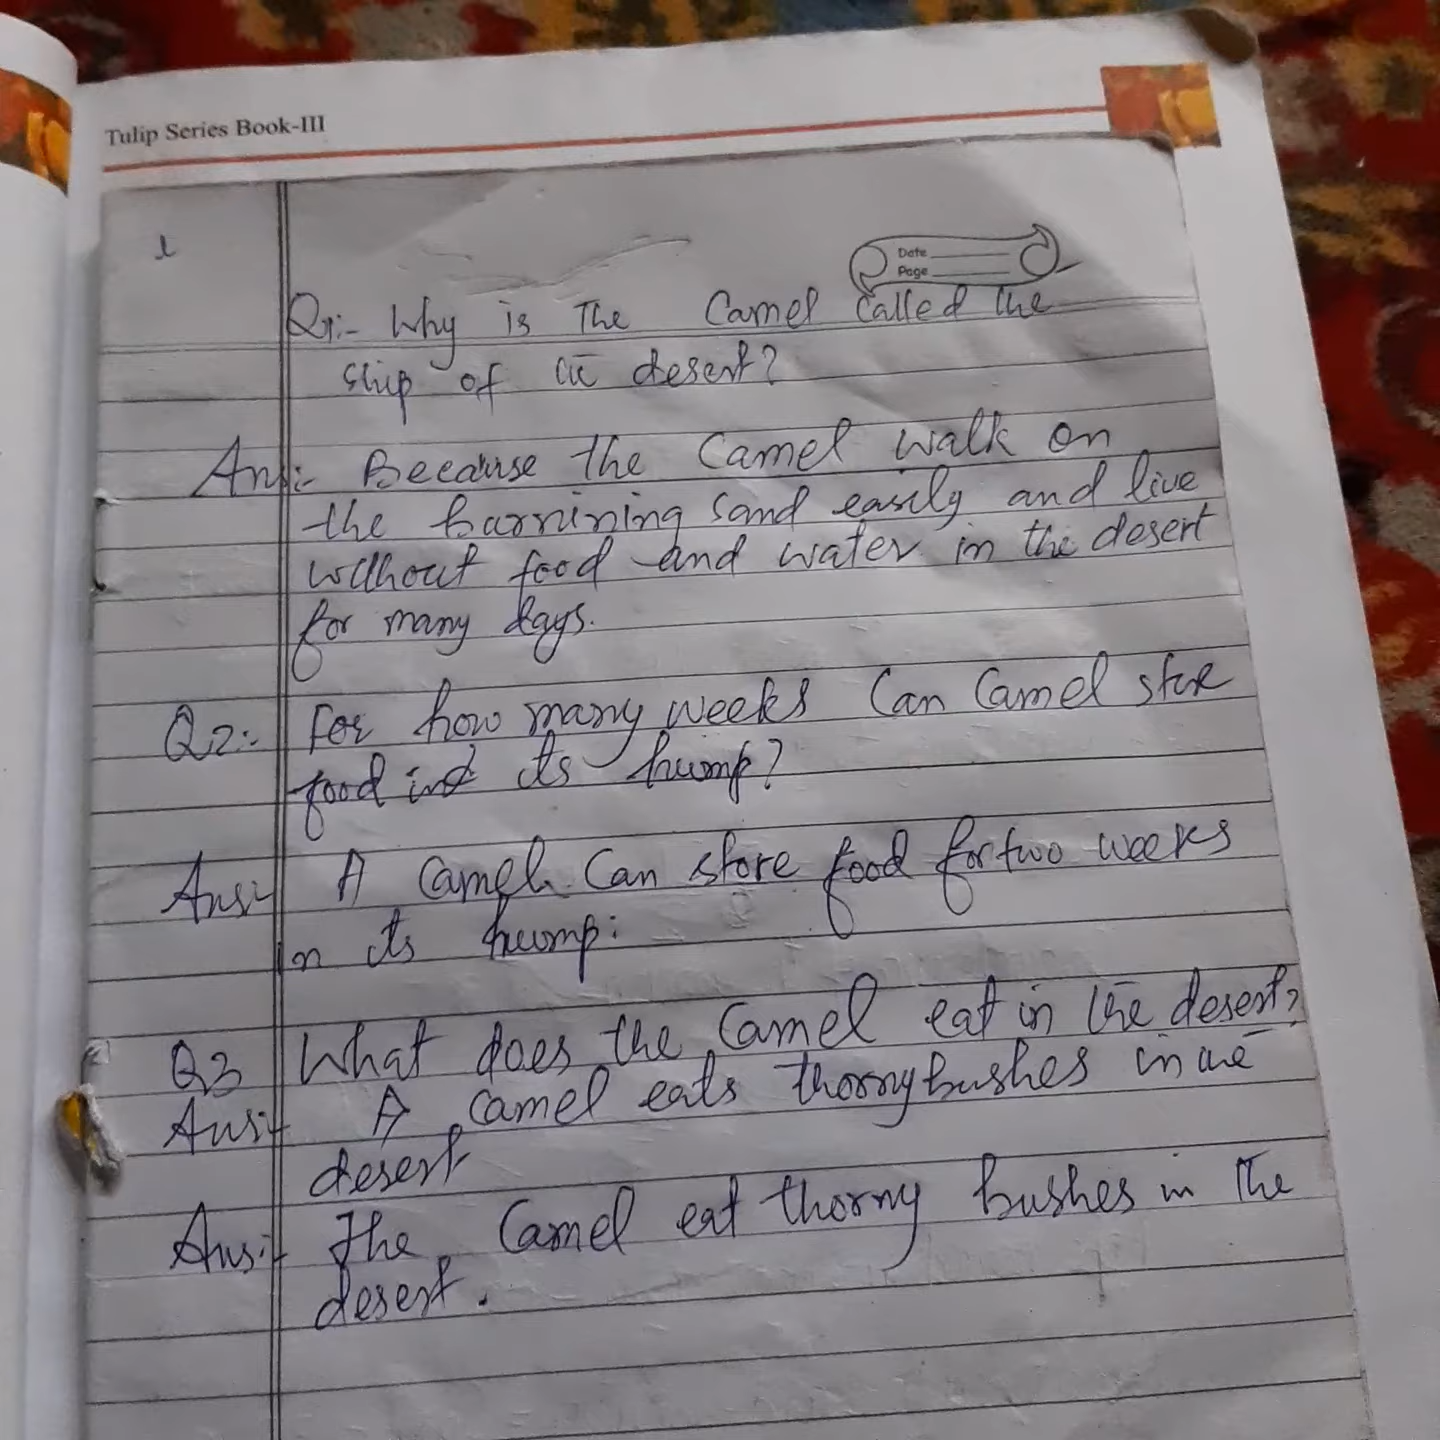 Tulip Series Book-III
Date
Page
Q1:- Why is The Camel Called the
ship of the desert?
Ans:- Because the Camel walk on
the burnining sand easily and live
without food and water in the desert
for many days.
Q2:- For how many weeks Can Camel store
food in its hump?
Ans:- A Camel Can store food for two weeks
in its hump:
Q3 What does the Camel eat in the desert?
Ans:- A camel eats thorny bushes in the
desert
Ans:- The Camel eat thorny bushes in The
desert.